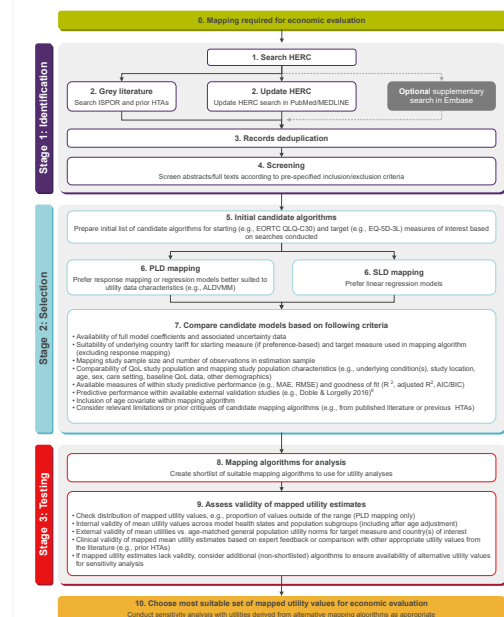 0. Mapping required for economic evaluation
Stage 1: Identification
1. Search HERC
2. Grey literature
Search ISPOR and prior HTAs
2. Update HERC
Update HERC search in PubMed/MEDLINE
Optional supplementary
search in Embase
3. Records deduplication
4. Screening
Screen abstracts/full texts according to pre-specified inclusion/exclusion criteria
Stage 2: Selection
5. Initial candidate algorithms
Prepare initial list of candidate algorithms for starting (e.g., EORTC QLQ-C30) and target (e.g., EQ-5D-3L) measures of interest based
on searches conducted
6. PLD mapping
Prefer response mapping or regression models better suited to
utility data characteristics (e.g., ALDVMM)
6. SLD mapping
Prefer linear regression models
7. Compare candidate models based on following criteria
• Availability of full model coefficients and associated uncertainty data
• Suitability of underlying country tariff for starting measure (if preference-based) and target measure used in mapping algorithm
(excluding response mapping)
• Mapping study sample size and number of observations in estimation sample
• Comparability of QoL study population and mapping study population characteristics (e.g., underlying condition(s), study location,
age, sex, care setting, baseline QoL data, other demographics)
• Available measures of within study predictive performance (e.g., MAE, RMSE) and goodness of fit (R ², adjusted R², AIC/BIC)
• Predictive performance within available external validation studies (e.g., Doble & Lorgelly 2016)⁹
• Inclusion of age covariate within mapping algorithm
• Consider relevant limitations or prior critiques of candidate mapping algorithms (e.g., from published literature or previous HTAs)
Stage 3: Testing
8. Mapping algorithms for analysis
Create shortlist of suitable mapping algorithms to use for utility analyses
9. Assess validity of mapped utility estimates
• Check distribution of mapped utility values, e.g., proportion of values outside of the range (PLD mapping only)
• Internal validity of mean utility values across model health states and population subgroups (including after age adjustment)
• External validity of mean utilities vs. age-matched general population utility norms for target measure and country(s) of interest
• Clinical validity of mapped mean utility estimates based on expert feedback or comparison with other appropriate utility values from
the literature (e.g., prior HTAs)
• If mapped utility estimates lack validity, consider additional (non-shortlisted) algorithms to ensure availability of alternative utility values for
sensitivity analysis
10. Choose most suitable set of mapped utility values for economic evaluation
Conduct sensitivity analysis with utilities derived from alternative mapping algorithms as appropriate